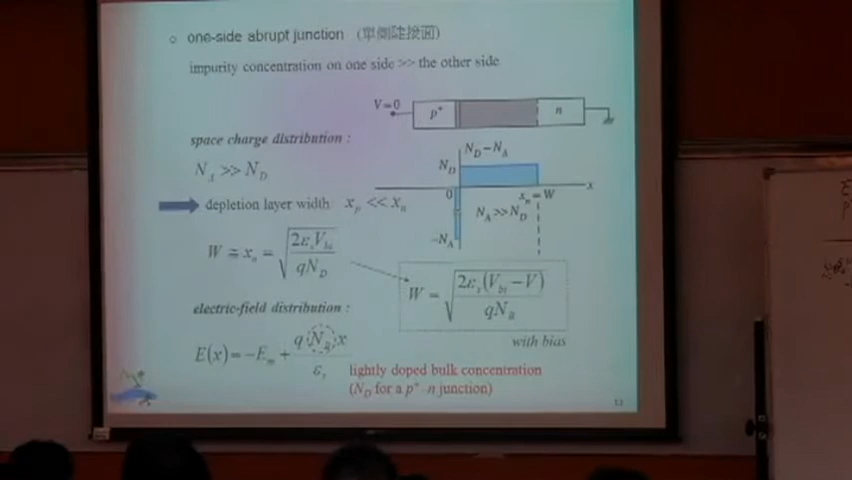 one-side abrupt junction (單側陡接面)
impurity concentration on one side >> the other side
V=0
p⁺
n
space charge distribution :
N_D − N_A
N_A >> N_D
N_D
x
0
x_n = W
depletion layer width x_p << x_n
N_A >> N_D
−N_A
W ≅ x_n = √(2ε_sV_bi / qN_D)
W = √(2ε_s(V_bi − V) / qN_B)
electric-field distribution :
with bias
E(x) = −E_m + qN_Bx / ε_s
lightly doped bulk concentration
(N_D for a p⁺–n junction)